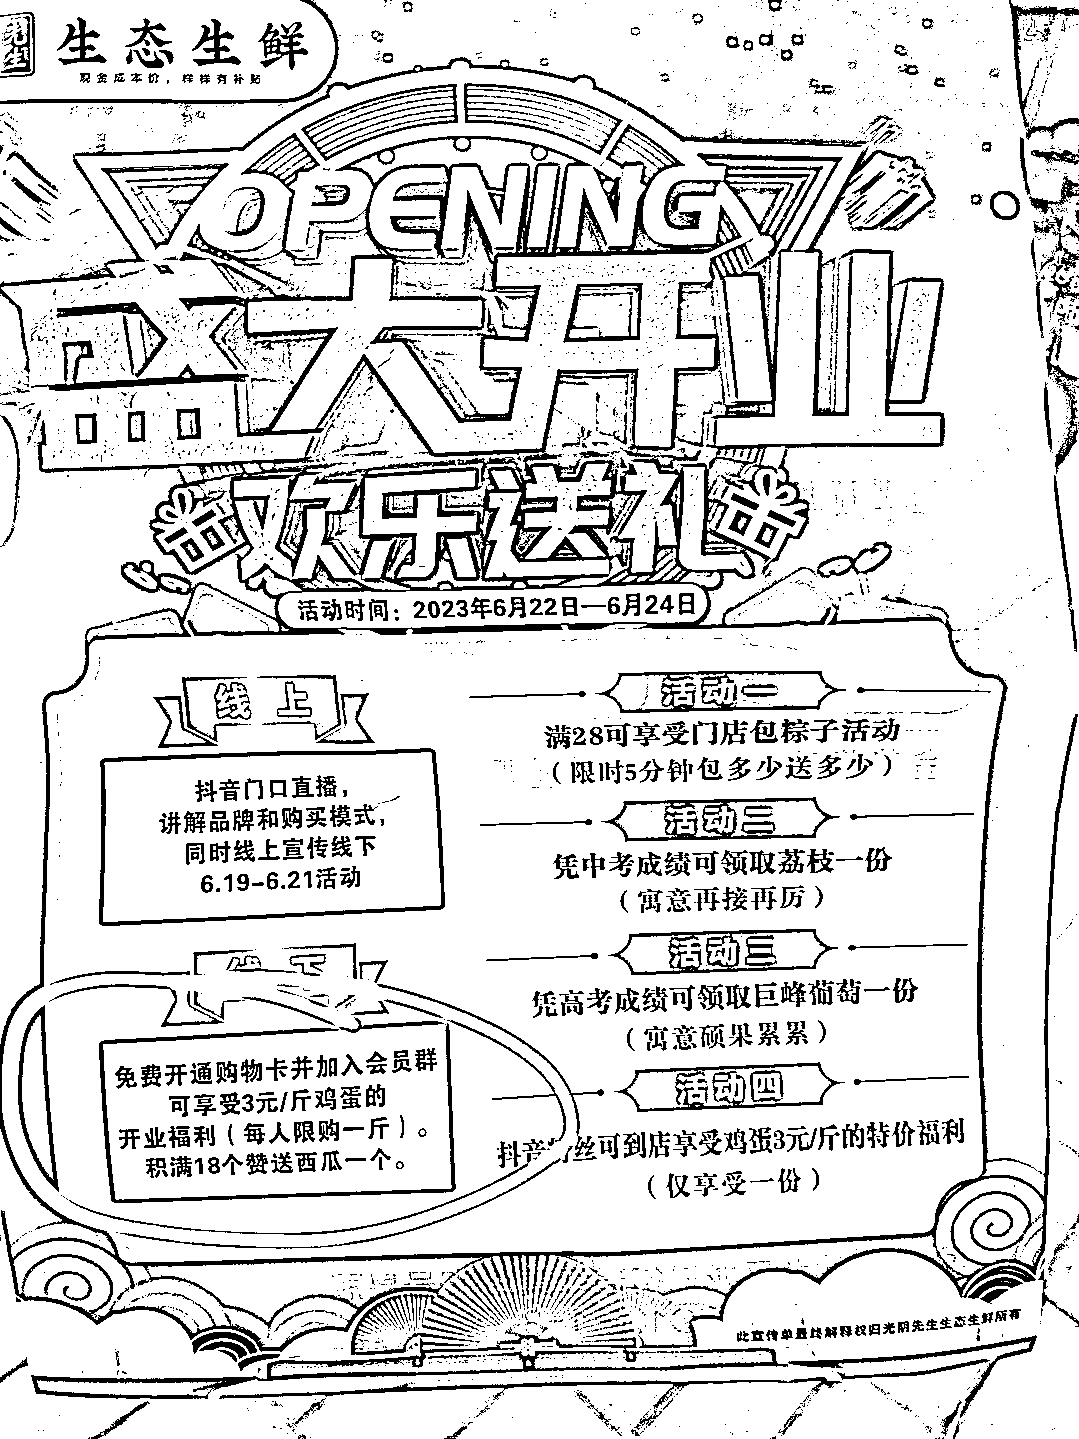 生态生鲜
现金成本价，样样有补贴
OPENING
盛大开业
欢乐送礼
活动时间：2023年6月22日—6月24日
线上
抖音门口直播，
讲解品牌和购买模式，
同时线上宣传线下
6.19-6.21活动
线下
免费开通购物卡并加入会员群
可享受3元/斤鸡蛋的
开业福利（每人限购一斤）。
积满18个赞送西瓜一个。
活动一
满28可享受门店包粽子活动
（限时5分钟包多少送多少）
活动二
凭中考成绩可领取荔枝一份
（寓意再接再厉）
活动三
凭高考成绩可领取巨峰葡萄一份
（寓意硕果累累）
活动四
抖音粉丝可到店享受鸡蛋3元/斤的特价福利
（仅享受一份）
此宣传单最终解释权归光阴先生生态生鲜所有